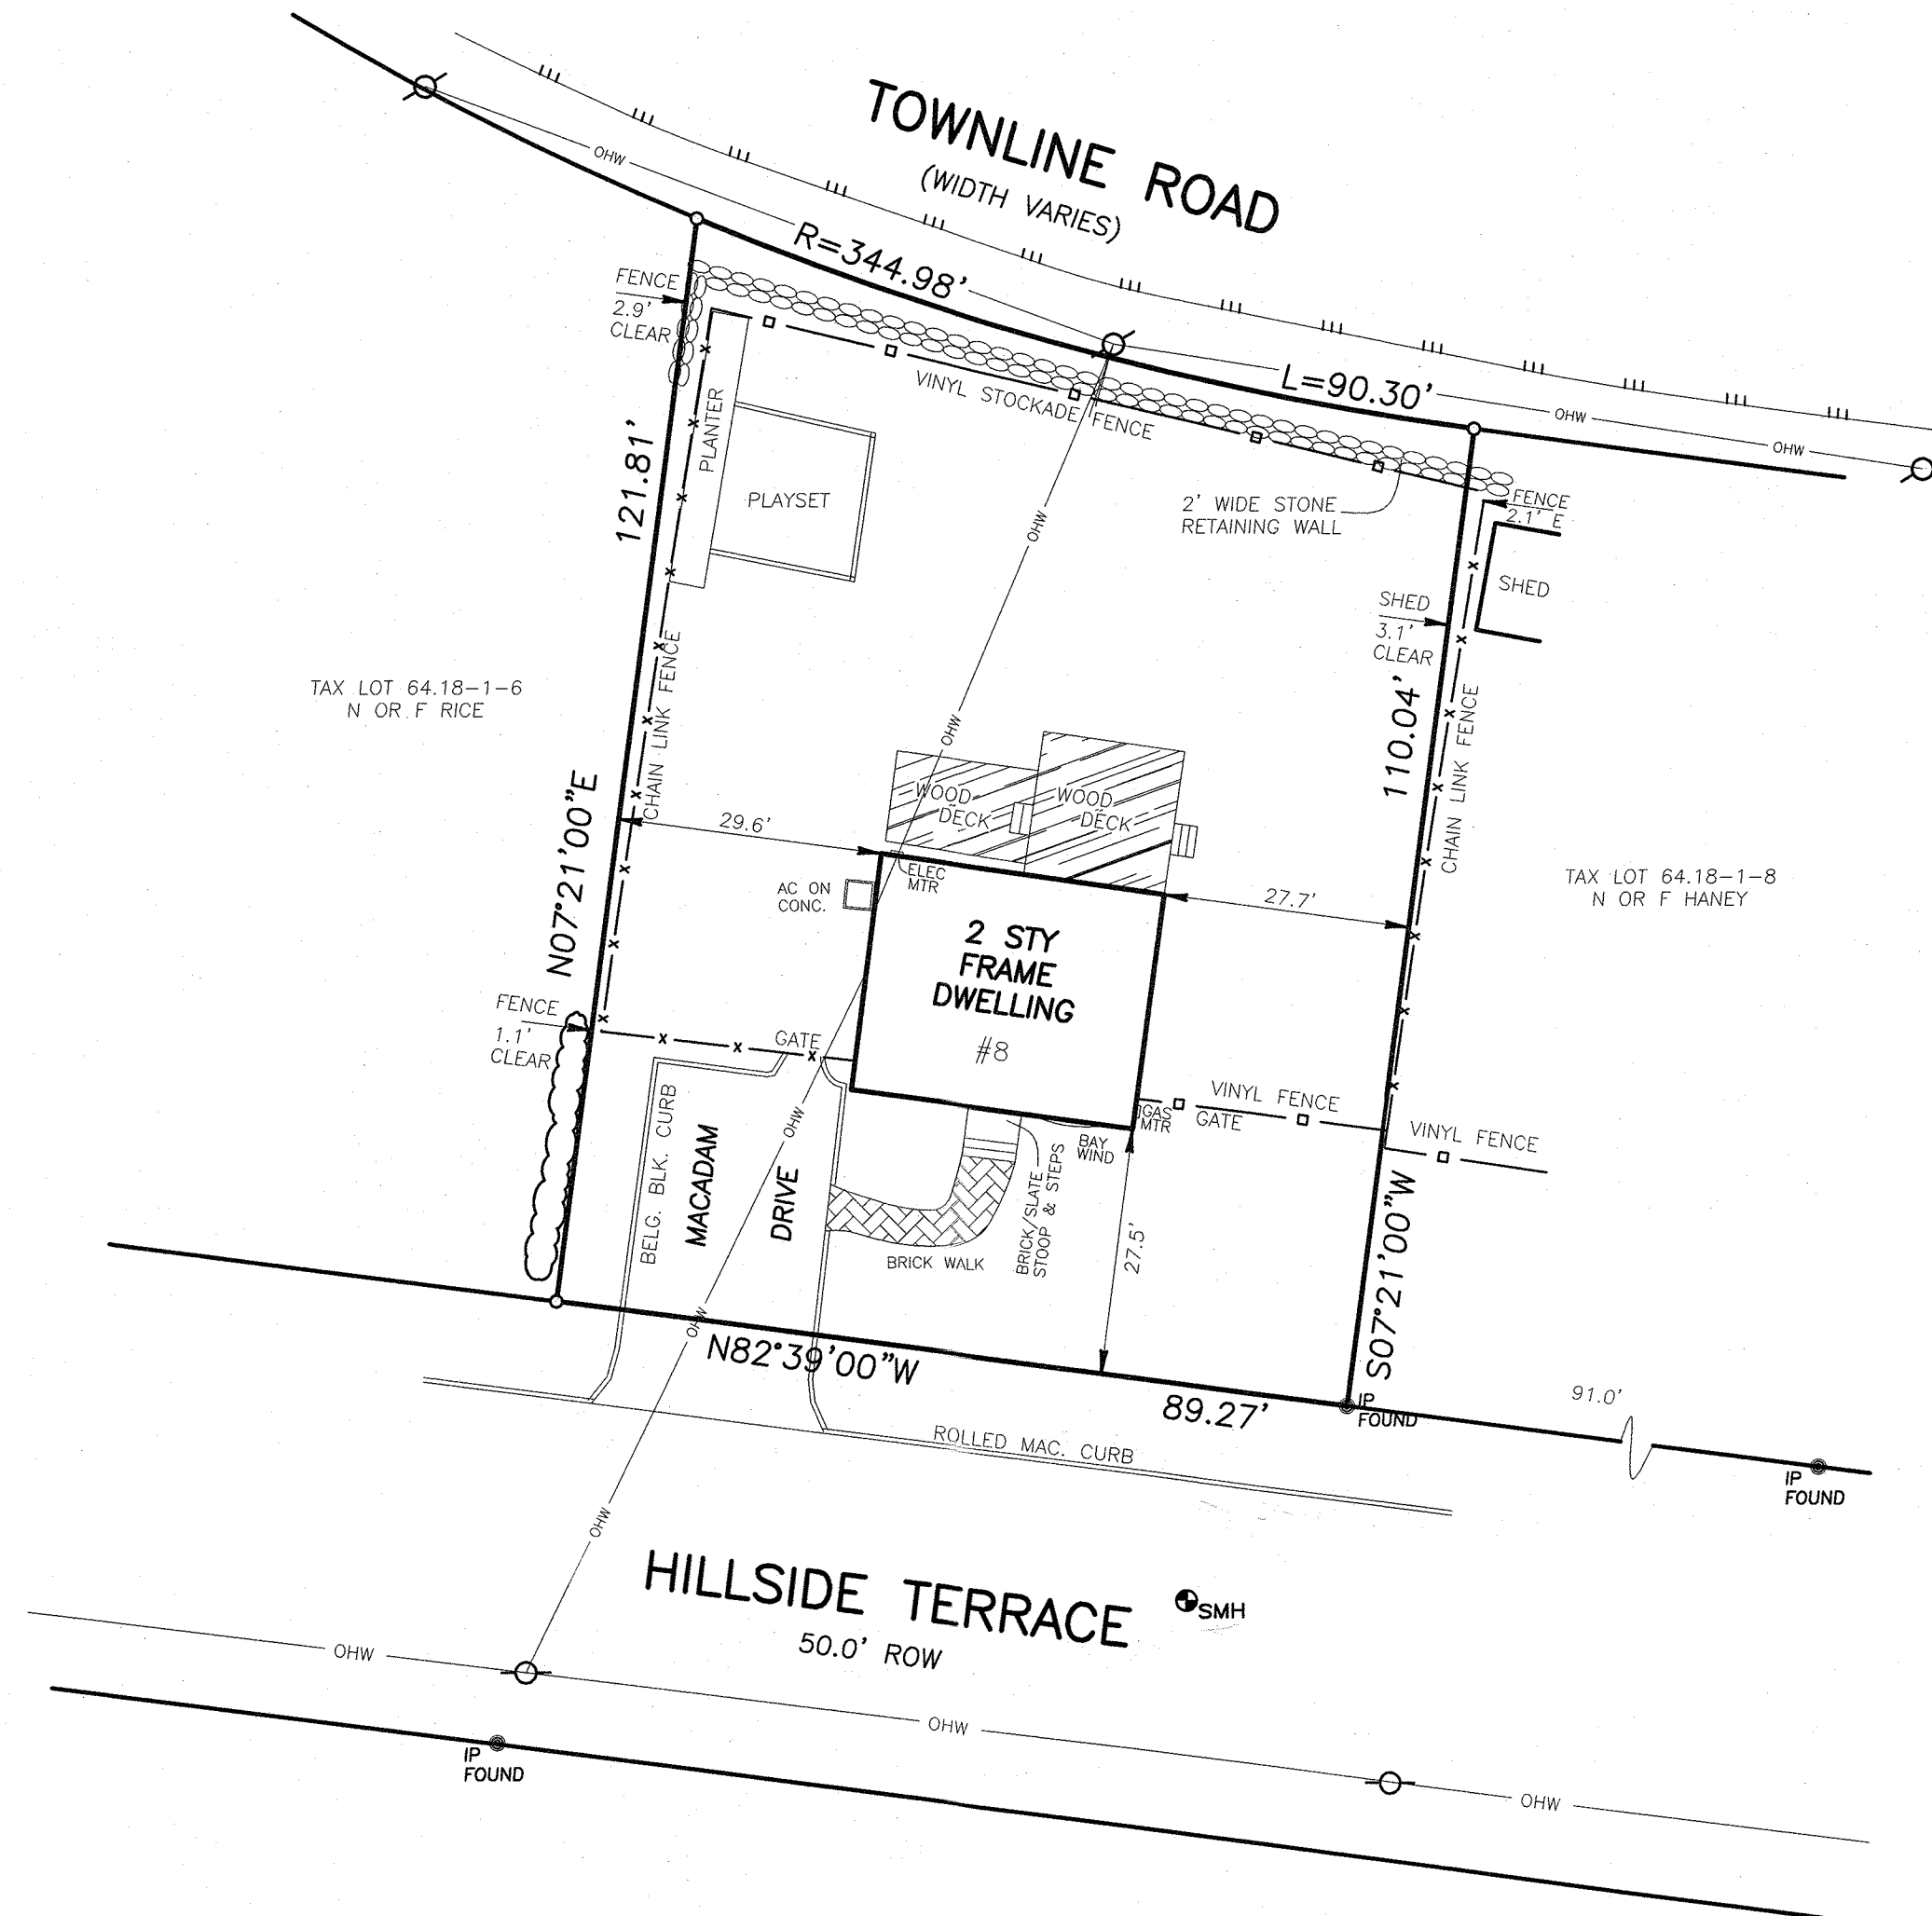 TOWNLINE ROAD
(WIDTH VARIES)
OHW
R=344.98'
L=90.30'
OHW
OHW
FENCE
2.9'
CLEAR
VINYL STOCKADE FENCE
PLANTER
PLAYSET
121.81'
2' WIDE STONE
RETAINING WALL
FENCE
2.1' E
OHW
SHED
SHED
3.1'
CLEAR
CHAIN LINK FENCE
TAX LOT 64.18-1-6
N OR F RICE
110.04'
CHAIN LINK FENCE
OHW
WOOD
DECK
WOOD
DECK
29.6'
N07°21'00"E
ELEC
MTR
AC ON
CONC.
27.7'
TAX LOT 64.18-1-8
N OR F HANEY
2 STY
FRAME
DWELLING
#8
FENCE
1.1'
CLEAR
GATE
VINYL FENCE
GATE
GAS
MTR
VINYL FENCE
BAY
WIND
OHW
BELG. BLK. CURB
MACADAM
DRIVE
BRICK/SLATE
STOOP & STEPS
BRICK WALK
27.5'
S07°21'00"W
OHW
N82°39'00"W
89.27'
IP
FOUND
91.0'
ROLLED MAC. CURB
IP
FOUND
OHW
HILLSIDE TERRACE
50.0' ROW
SMH
OHW
OHW
IP
FOUND
OHW